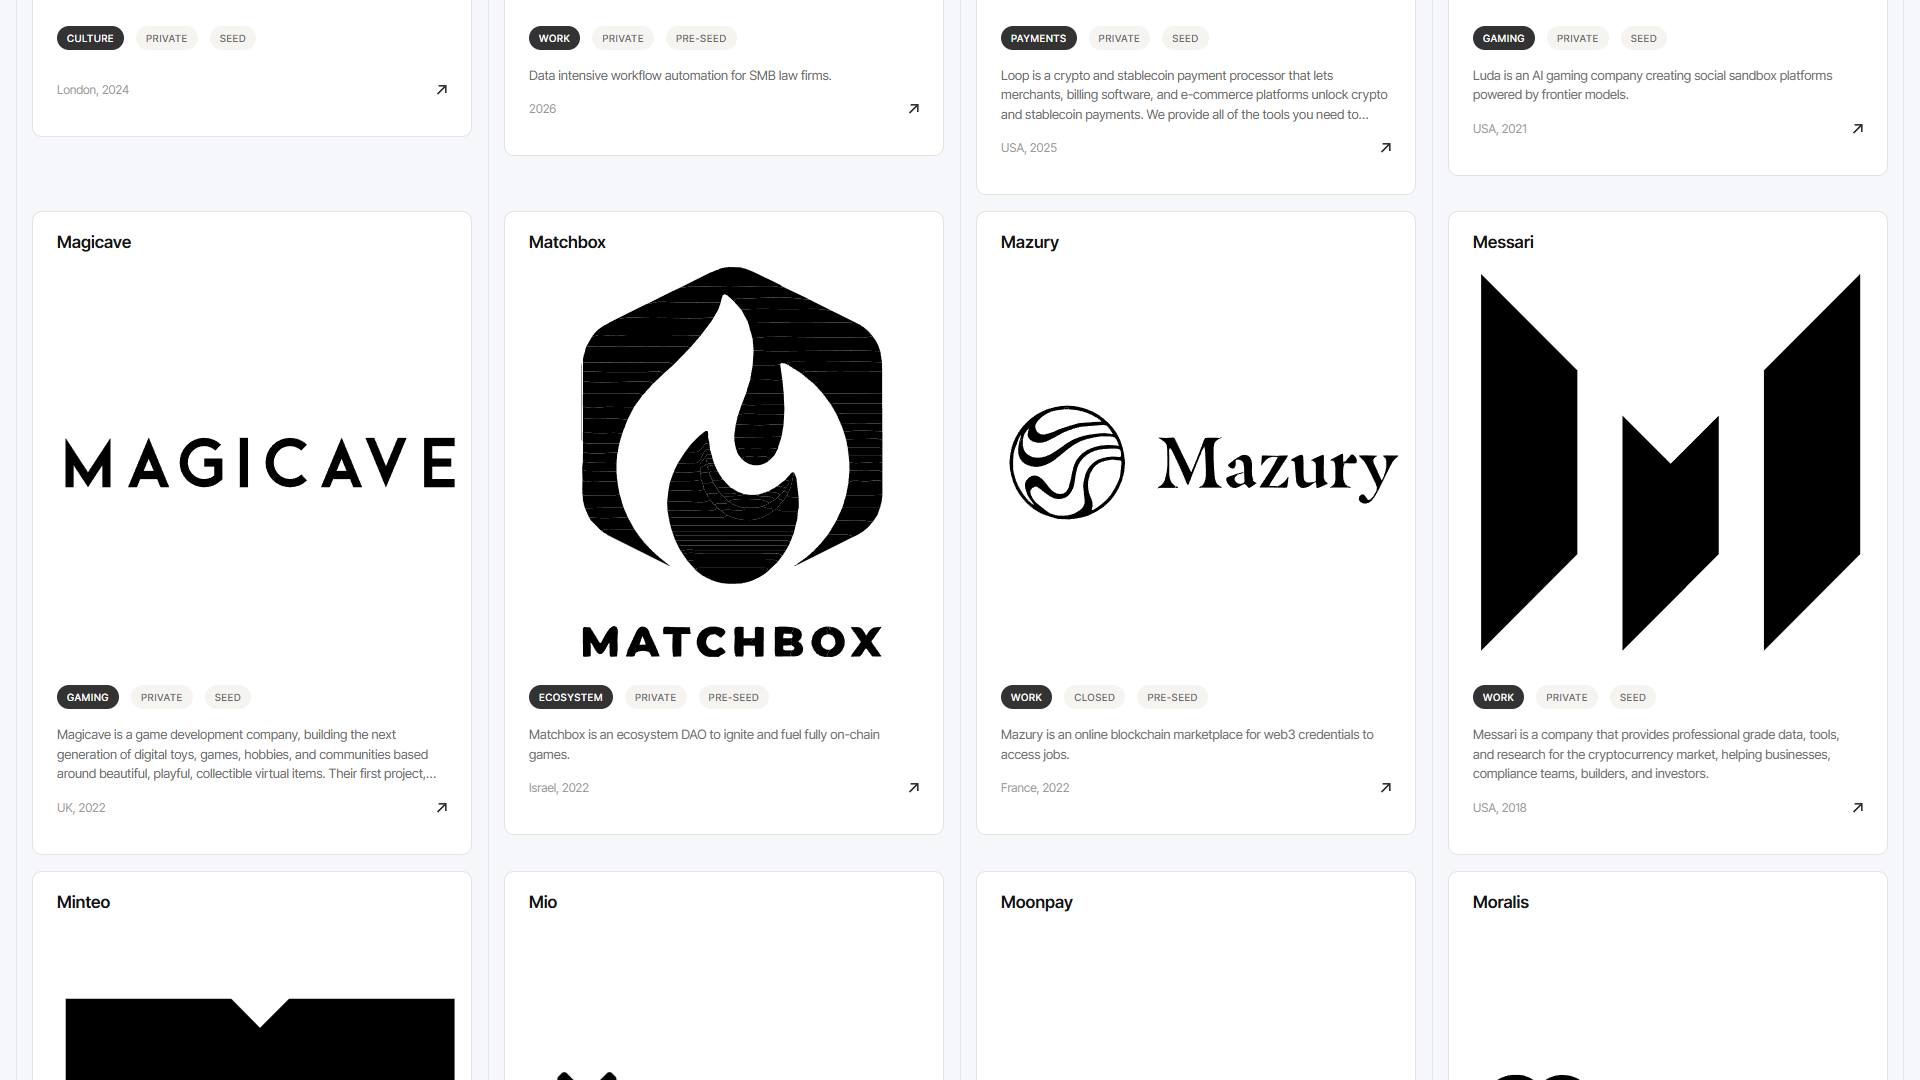 CULTURE PRIVATE SEED
London, 2024
WORK PRIVATE PRE-SEED
Data intensive workflow automation for SMB law firms.
2026
PAYMENTS PRIVATE SEED
Loop is a crypto and stablecoin payment processor that lets
merchants, billing software, and e-commerce platforms unlock crypto
and stablecoin payments. We provide all of the tools you need to...
USA, 2025
GAMING PRIVATE SEED
Luda is an AI gaming company creating social sandbox platforms
powered by frontier models.
USA, 2021
Magicave
MAGICAVE
GAMING PRIVATE SEED
Magicave is a game development company, building the next
generation of digital toys, games, hobbies, and communities based
around beautiful, playful, collectible virtual items. Their first project,...
UK, 2022
Matchbox
MATCHBOX
ECOSYSTEM PRIVATE PRE-SEED
Matchbox is an ecosystem DAO to ignite and fuel fully on-chain
games.
Israel, 2022
Mazury
Mazury
WORK CLOSED PRE-SEED
Mazury is an online blockchain marketplace for web3 credentials to
access jobs.
France, 2022
Messari
WORK PRIVATE SEED
Messari is a company that provides professional grade data, tools,
and research for the cryptocurrency market, helping businesses,
compliance teams, builders, and investors.
USA, 2018
Minteo
Mio
Moonpay
Moralis